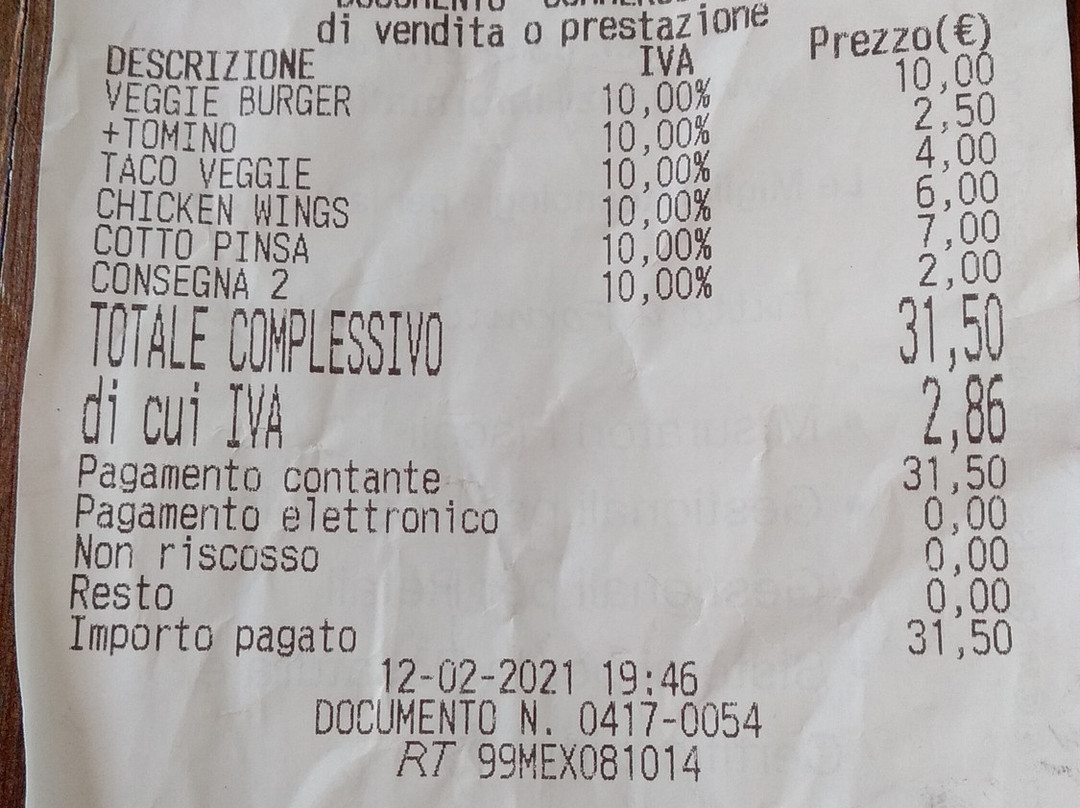 di vendita o prestazione
DESCRIZIONE IVA Prezzo(€)
VEGGIE BURGER 10,00% 10,00
+TOMINO 10,00% 2,50
TACO VEGGIE 10,00% 4,00
CHICKEN WINGS 10,00% 6,00
COTTO PINSA 10,00% 7,00
CONSEGNA 2 10,00% 2,00
TOTALE COMPLESSIVO 31,50
di cui IVA 2,86
Pagamento contante 31,50
Pagamento elettronico 0,00
Non riscosso 0,00
Resto 0,00
Importo pagato 31,50
12-02-2021 19:46
DOCUMENTO N. 0417-0054
RT 99MEX081014